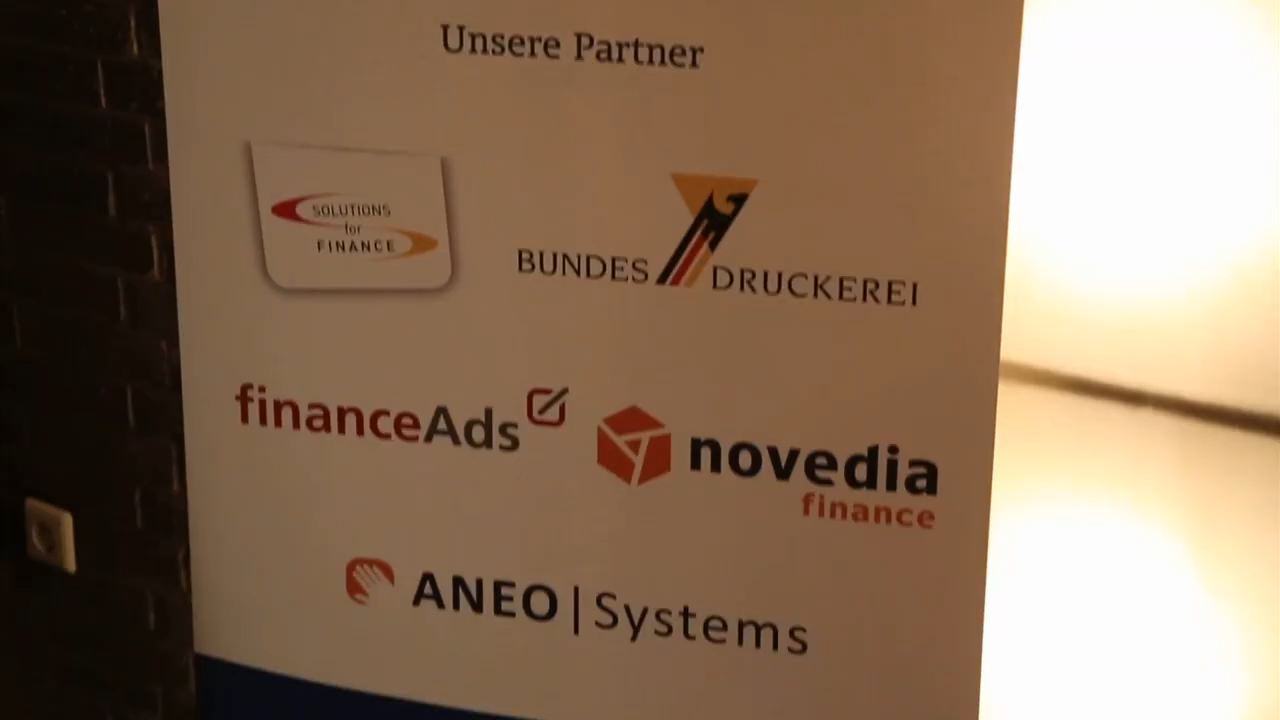 Unsere Partner
SOLUTIONS
for
FINANCE
BUNDES DRUCKEREI
financeAds
novedia
finance
ANEO | Systems